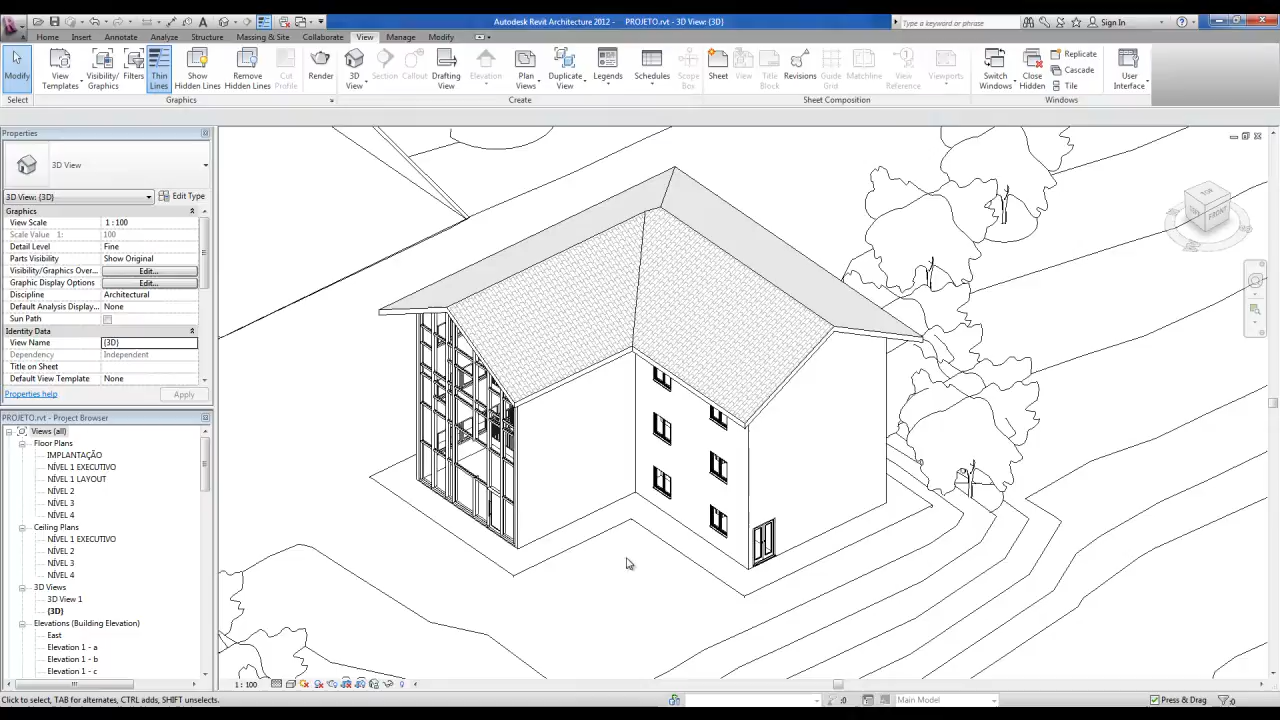 Autodesk Revit Architecture 2012 - PROJETO.rvt - 3D View: {3D}
Type a keyword or phrase
Sign In
Home Insert Annotate Analyze Structure Massing & Site Collaborate View Manage Modify
Modify
View Templates
Visibility/ Graphics
Filters
Thin Lines
Show Hidden Lines
Remove Hidden Lines
Cut Profile
Render
3D View
Section
Callout
Drafting View
Elevation
Plan Views
Duplicate View
Legends
Schedules
Scope Box
Sheet
View
Title Block
Revisions
Guide Grid
Matchline
View Reference
Viewports
Switch Windows
Close Hidden
Replicate
Cascade
Tile
User Interface
Select Graphics Create Sheet Composition Windows
Properties
3D View
3D View: {3D} Edit Type
Graphics
View Scale 1 : 100
Scale Value 1: 100
Detail Level Fine
Parts Visibility Show Original
Visibility/Graphics Over... Edit...
Graphic Display Options Edit...
Discipline Architectural
Default Analysis Display... None
Sun Path
Identity Data
View Name {3D}
Dependency Independent
Title on Sheet
Default View Template None
Properties help Apply
PROJETO.rvt - Project Browser
Views (all)
Floor Plans
IMPLANTAÇÃO
NÍVEL 1 EXECUTIVO
NÍVEL 1 LAYOUT
NÍVEL 2
NÍVEL 3
NÍVEL 4
Ceiling Plans
NÍVEL 1 EXECUTIVO
NÍVEL 2
NÍVEL 3
NÍVEL 4
3D Views
3D View 1
{3D}
Elevations (Building Elevation)
East
Elevation 1 - a
Elevation 1 - b
Elevation 1 - c
TOP
FRONT
1 : 100
Click to select, TAB for alternates, CTRL adds, SHIFT unselects.
:0
Main Model
Press & Drag
:0